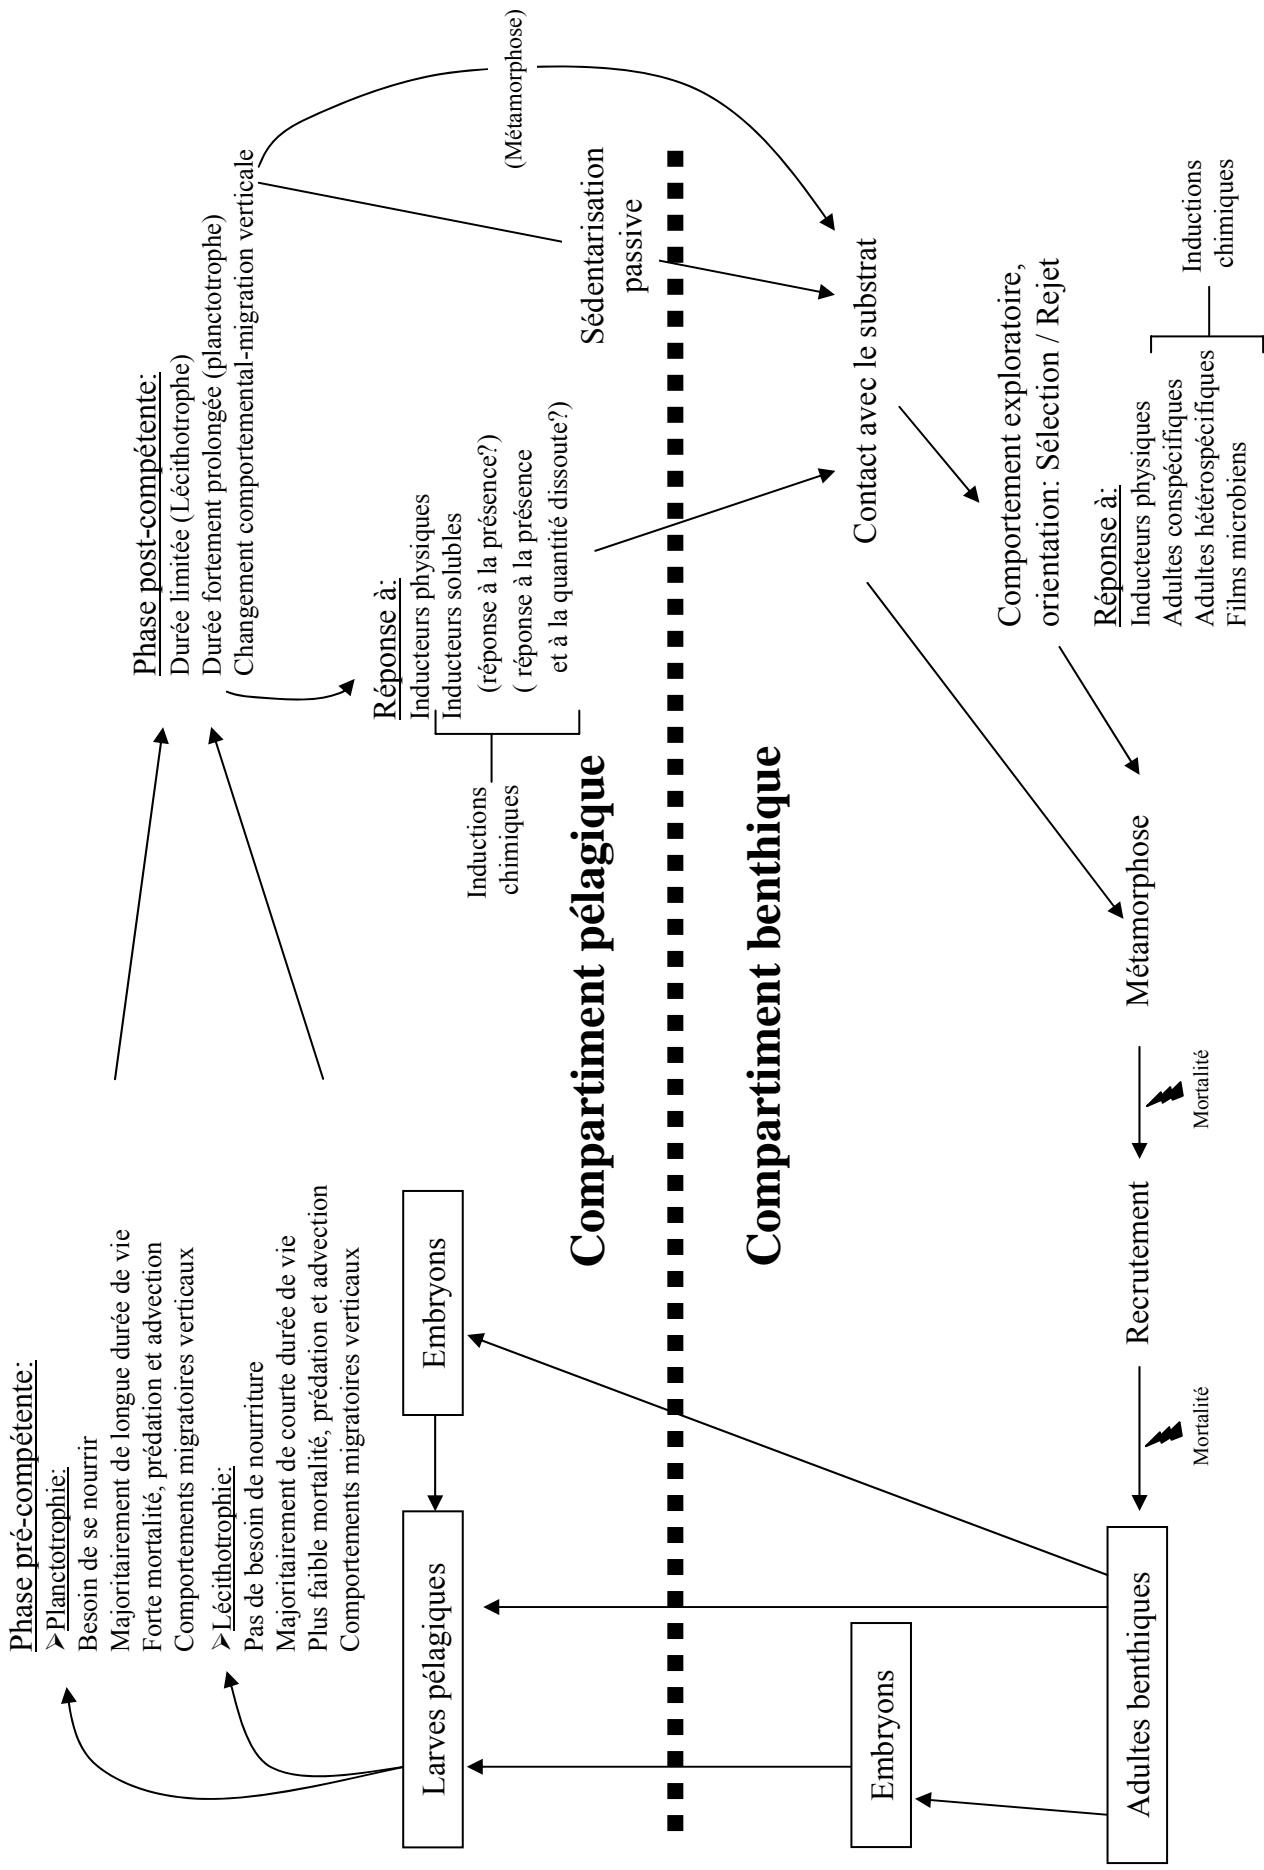 Phase pré-compétente:
➢Planctotrophie:
Besoin de se nourrir
Majoritairement de longue durée de vie
Forte mortalité, prédation et advection
Comportements migratoires verticaux
➢Lécithotrophie:
Pas de besoin de nourriture
Majoritairement de courte durée de vie
Plus faible mortalité, prédation et advection
Comportements migratoires verticaux
Phase post-compétente:
Durée limitée (Lécithotrophe)
Durée fortement prolongée (planctotrophe)
Changement comportemental-migration verticale
Larves pélagiques
Embryons
Inductions
chimiques
Réponse à:
Inducteurs physiques
Inducteurs solubles
(réponse à la présence?)
( réponse à la présence
et à la quantité dissoute?)
(Métamorphose)
Sédentarisation
passive
Compartiment pélagique
Compartiment benthique
Embryons
Contact avec le substrat
Comportement exploratoire,
orientation: Sélection / Rejet
Réponse à:
Inducteurs physiques
Adultes conspécifiques
Adultes hétérospécifiques
Films microbiens
Inductions
chimiques
Adultes benthiques
Recrutement
Métamorphose
Mortalité
Mortalité